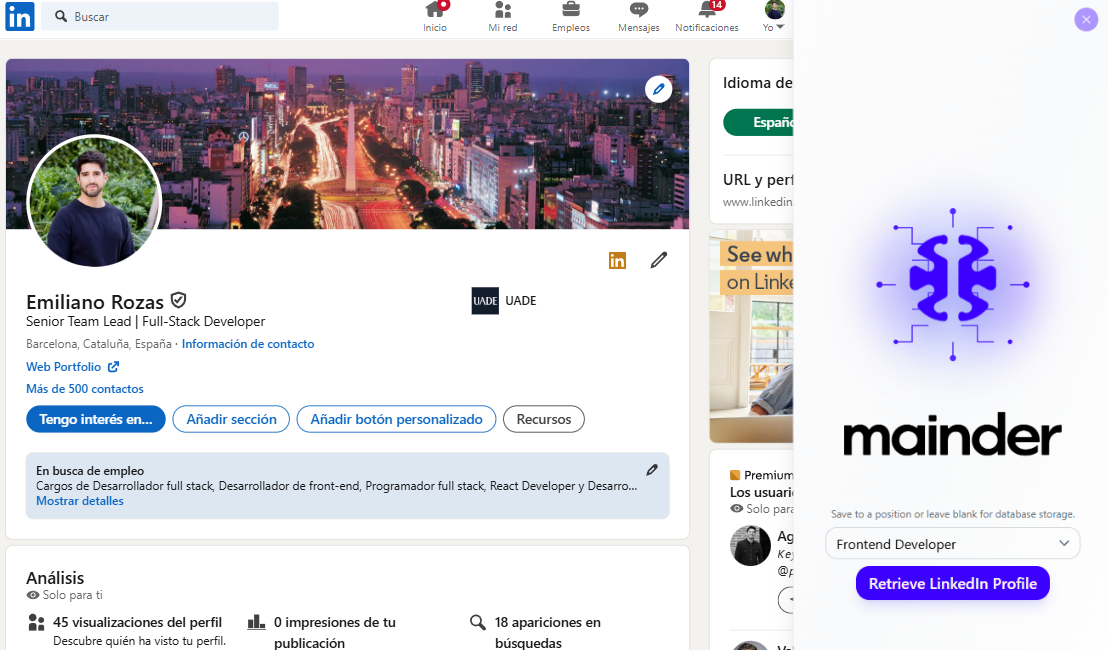 in
Buscar
Inicio
Mi red
Empleos
Mensajes
14
Notificaciones
Yo
Emiliano Rozas
Senior Team Lead | Full-Stack Developer
Barcelona, Cataluña, España · Información de contacto
Web Portfolio
Más de 500 contactos
in
UADE UADE
Tengo interés en...
Añadir sección
Añadir botón personalizado
Recursos
En busca de empleo
Cargos de Desarrollador full stack, Desarrollador de front-end, Programador full stack, React Developer y Desarro...
Mostrar detalles
Análisis
Solo para ti
45 visualizaciones del perfil
Descubre quién ha visto tu perfil.
0 impresiones de tu
publicación
18 apariciones en
búsquedas
Idioma de
Españo
URL y perf
www.linkedin
See wh
on Linke
Premium
Los usuari
Solo para
Ag
Key
@p
mainder
Save to a position or leave blank for database storage.
Frontend Developer
Retrieve LinkedIn Profile